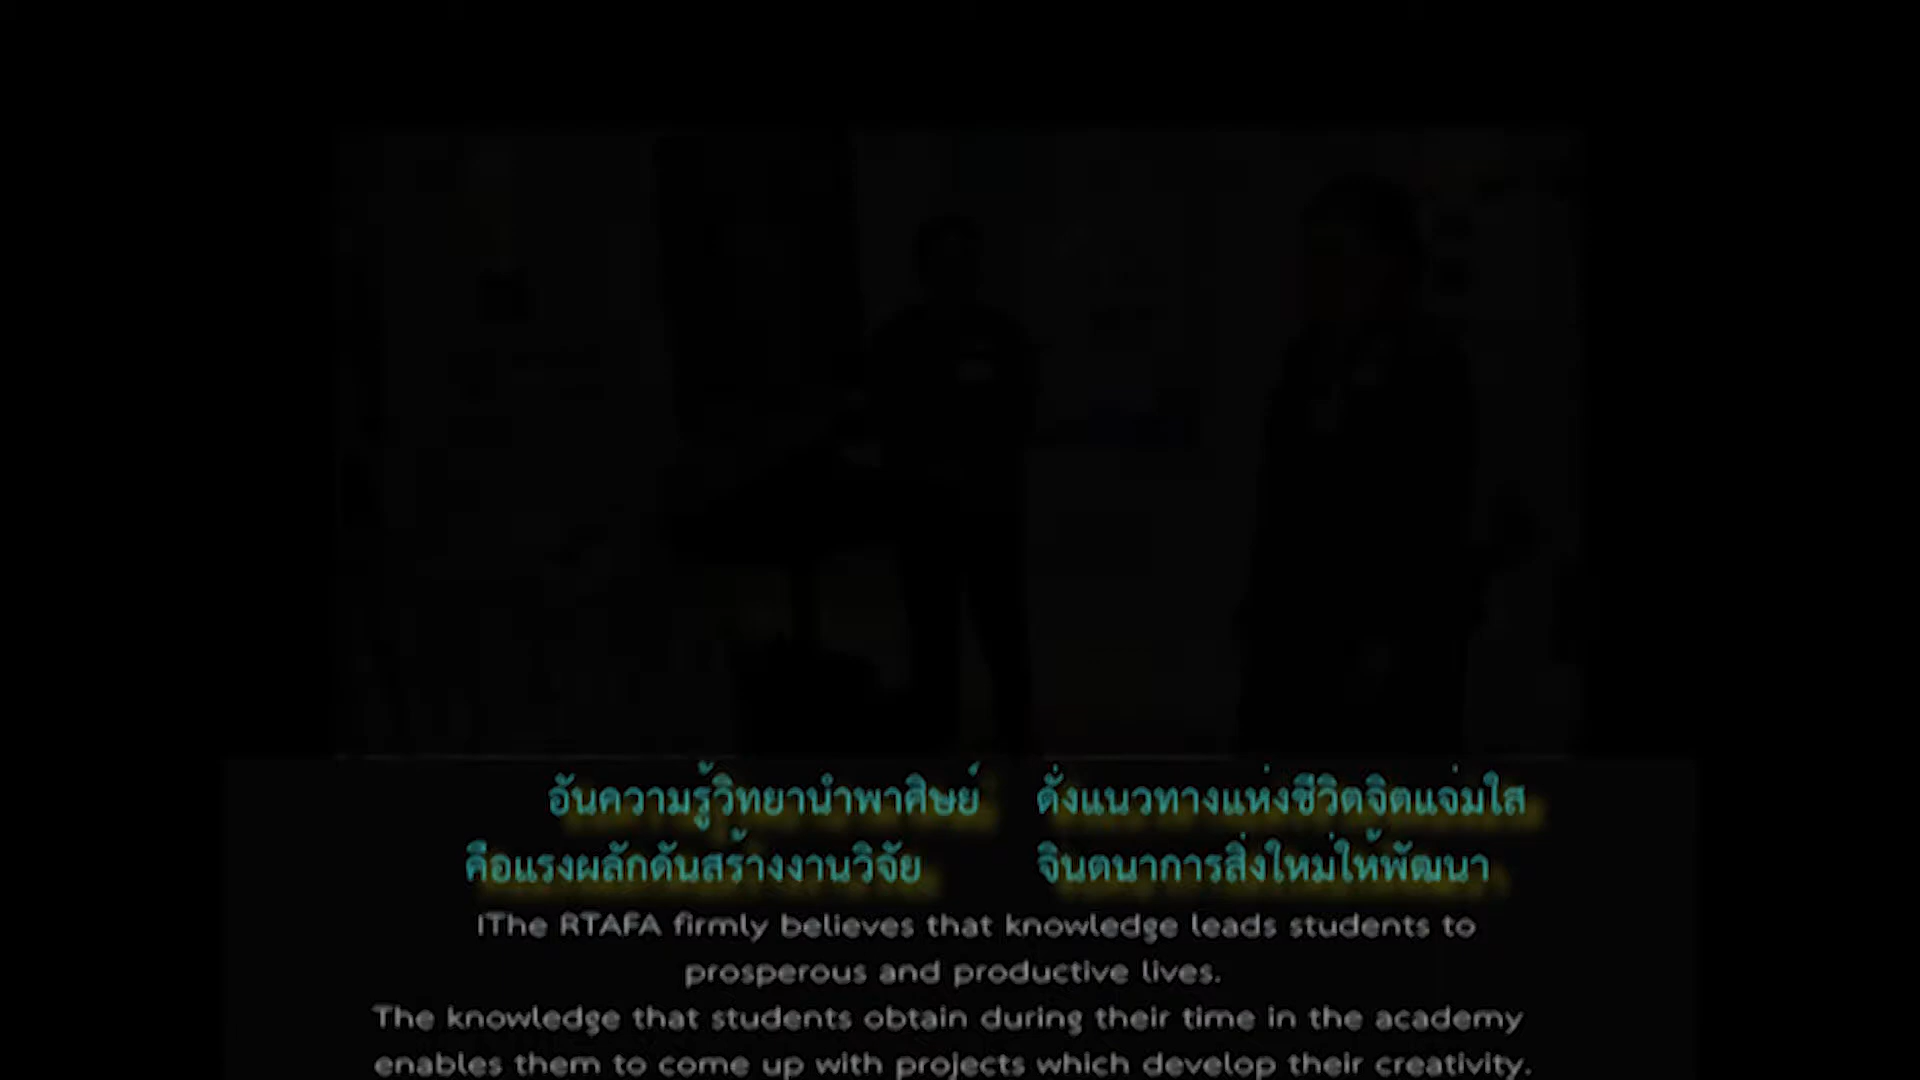 อันความรู้วิทยานำพาศิษย์ ดั่งแนวทางแห่งชีวิตจิตแจ่มใส
คือแรงผลักดันสร้างงานวิจัย จินตนาการสิ่งใหม่ให้พัฒนา
IThe RTAFA firmly believes that knowledge leads students to
prosperous and productive lives.
The knowledge that students obtain during their time in the academy
enables them to come up with projects which develop their creativity.